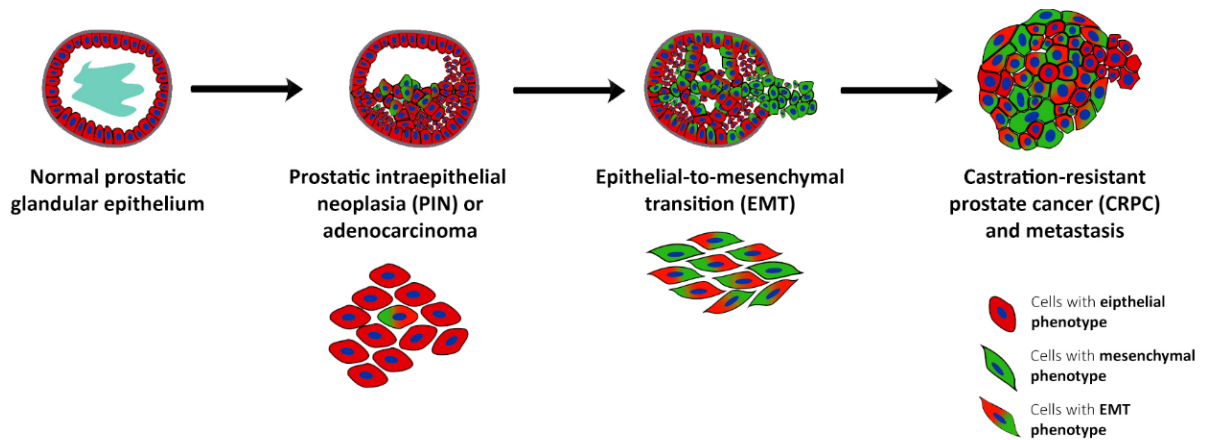 Normal prostatic
glandular epithelium
Prostatic intraepithelial
neoplasia (PIN) or
adenocarcinoma
Epithelial-to-mesenchymal
transition (EMT)
Castration-resistant
prostate cancer (CRPC)
and metastasis
Cells with eipthelial
phenotype
Cells with mesenchymal
phenotype
Cells with EMT
phenotype